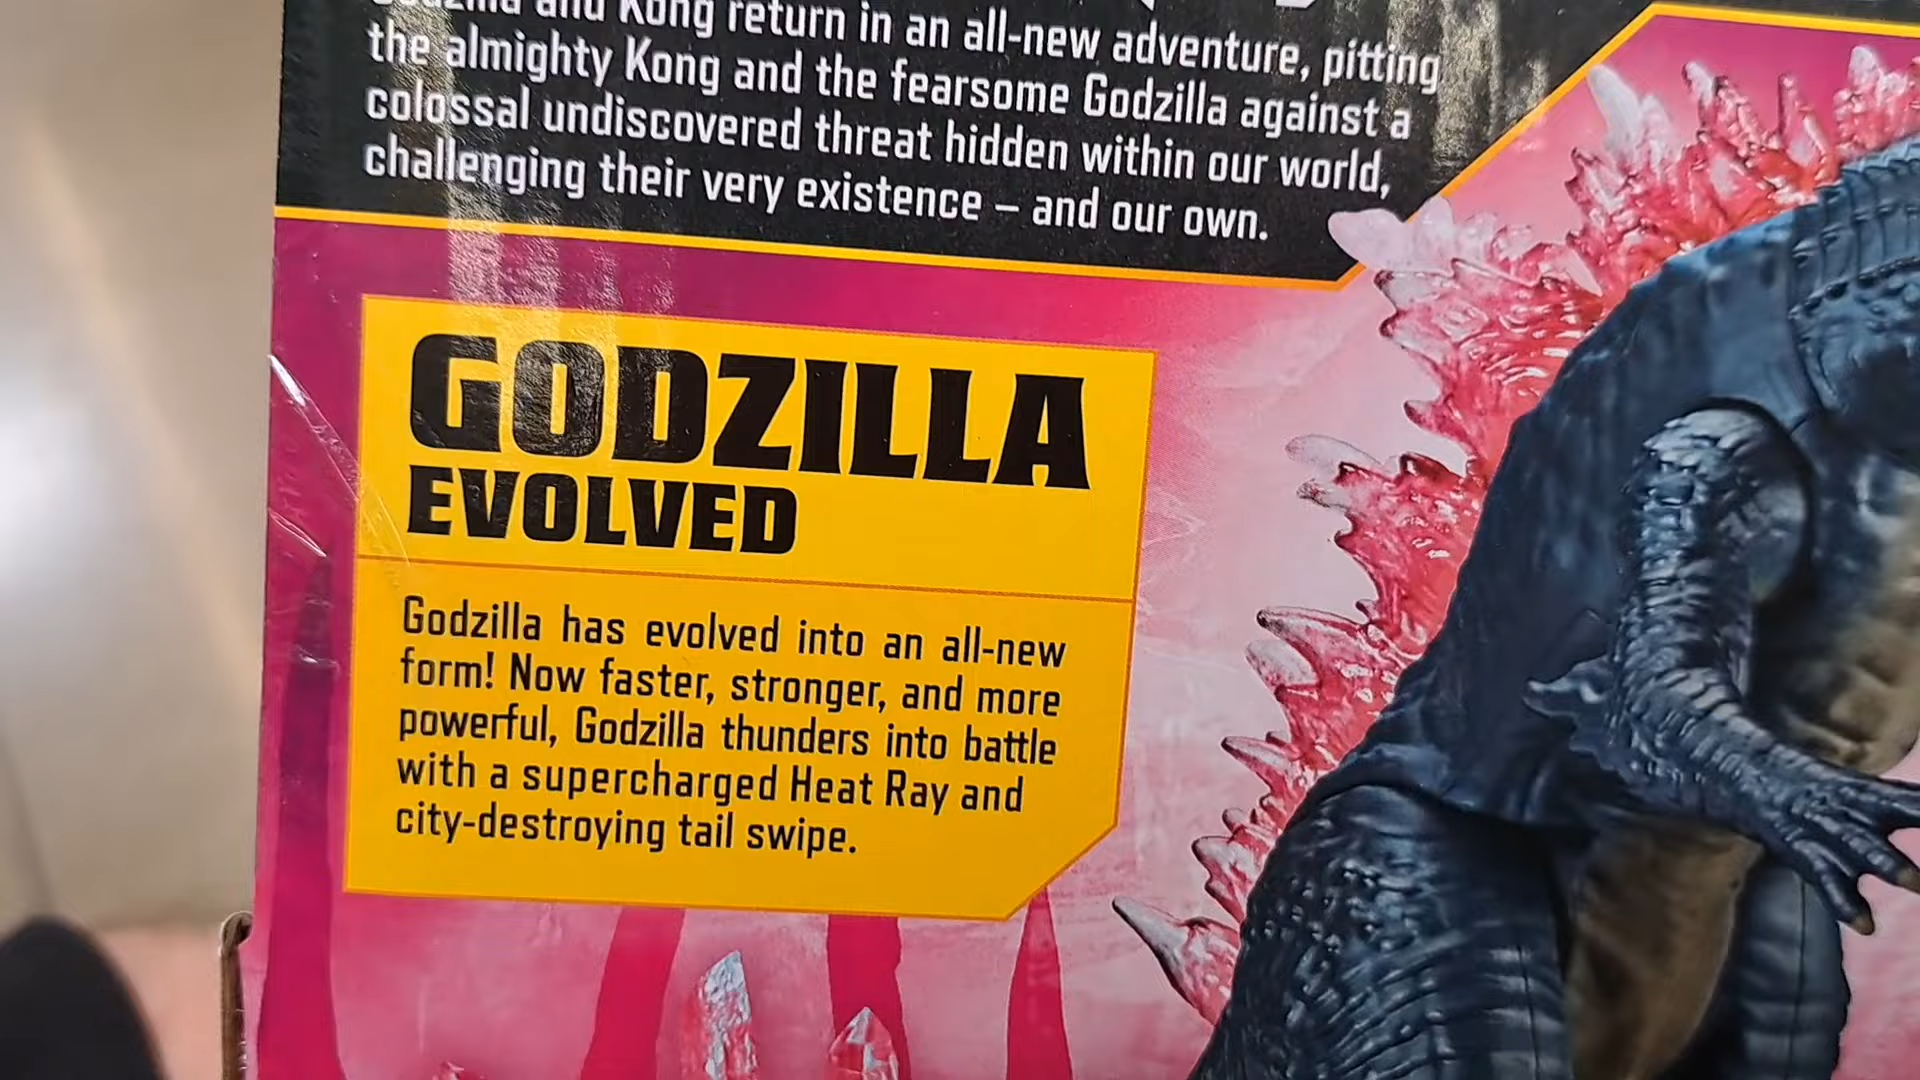 Godzilla and Kong return in an all-new adventure, pitting
the almighty Kong and the fearsome Godzilla against a
colossal undiscovered threat hidden within our world,
challenging their very existence – and our own.
GODZILLA
EVOLVED
Godzilla has evolved into an all-new
form! Now faster, stronger, and more
powerful, Godzilla thunders into battle
with a supercharged Heat Ray and
city-destroying tail swipe.